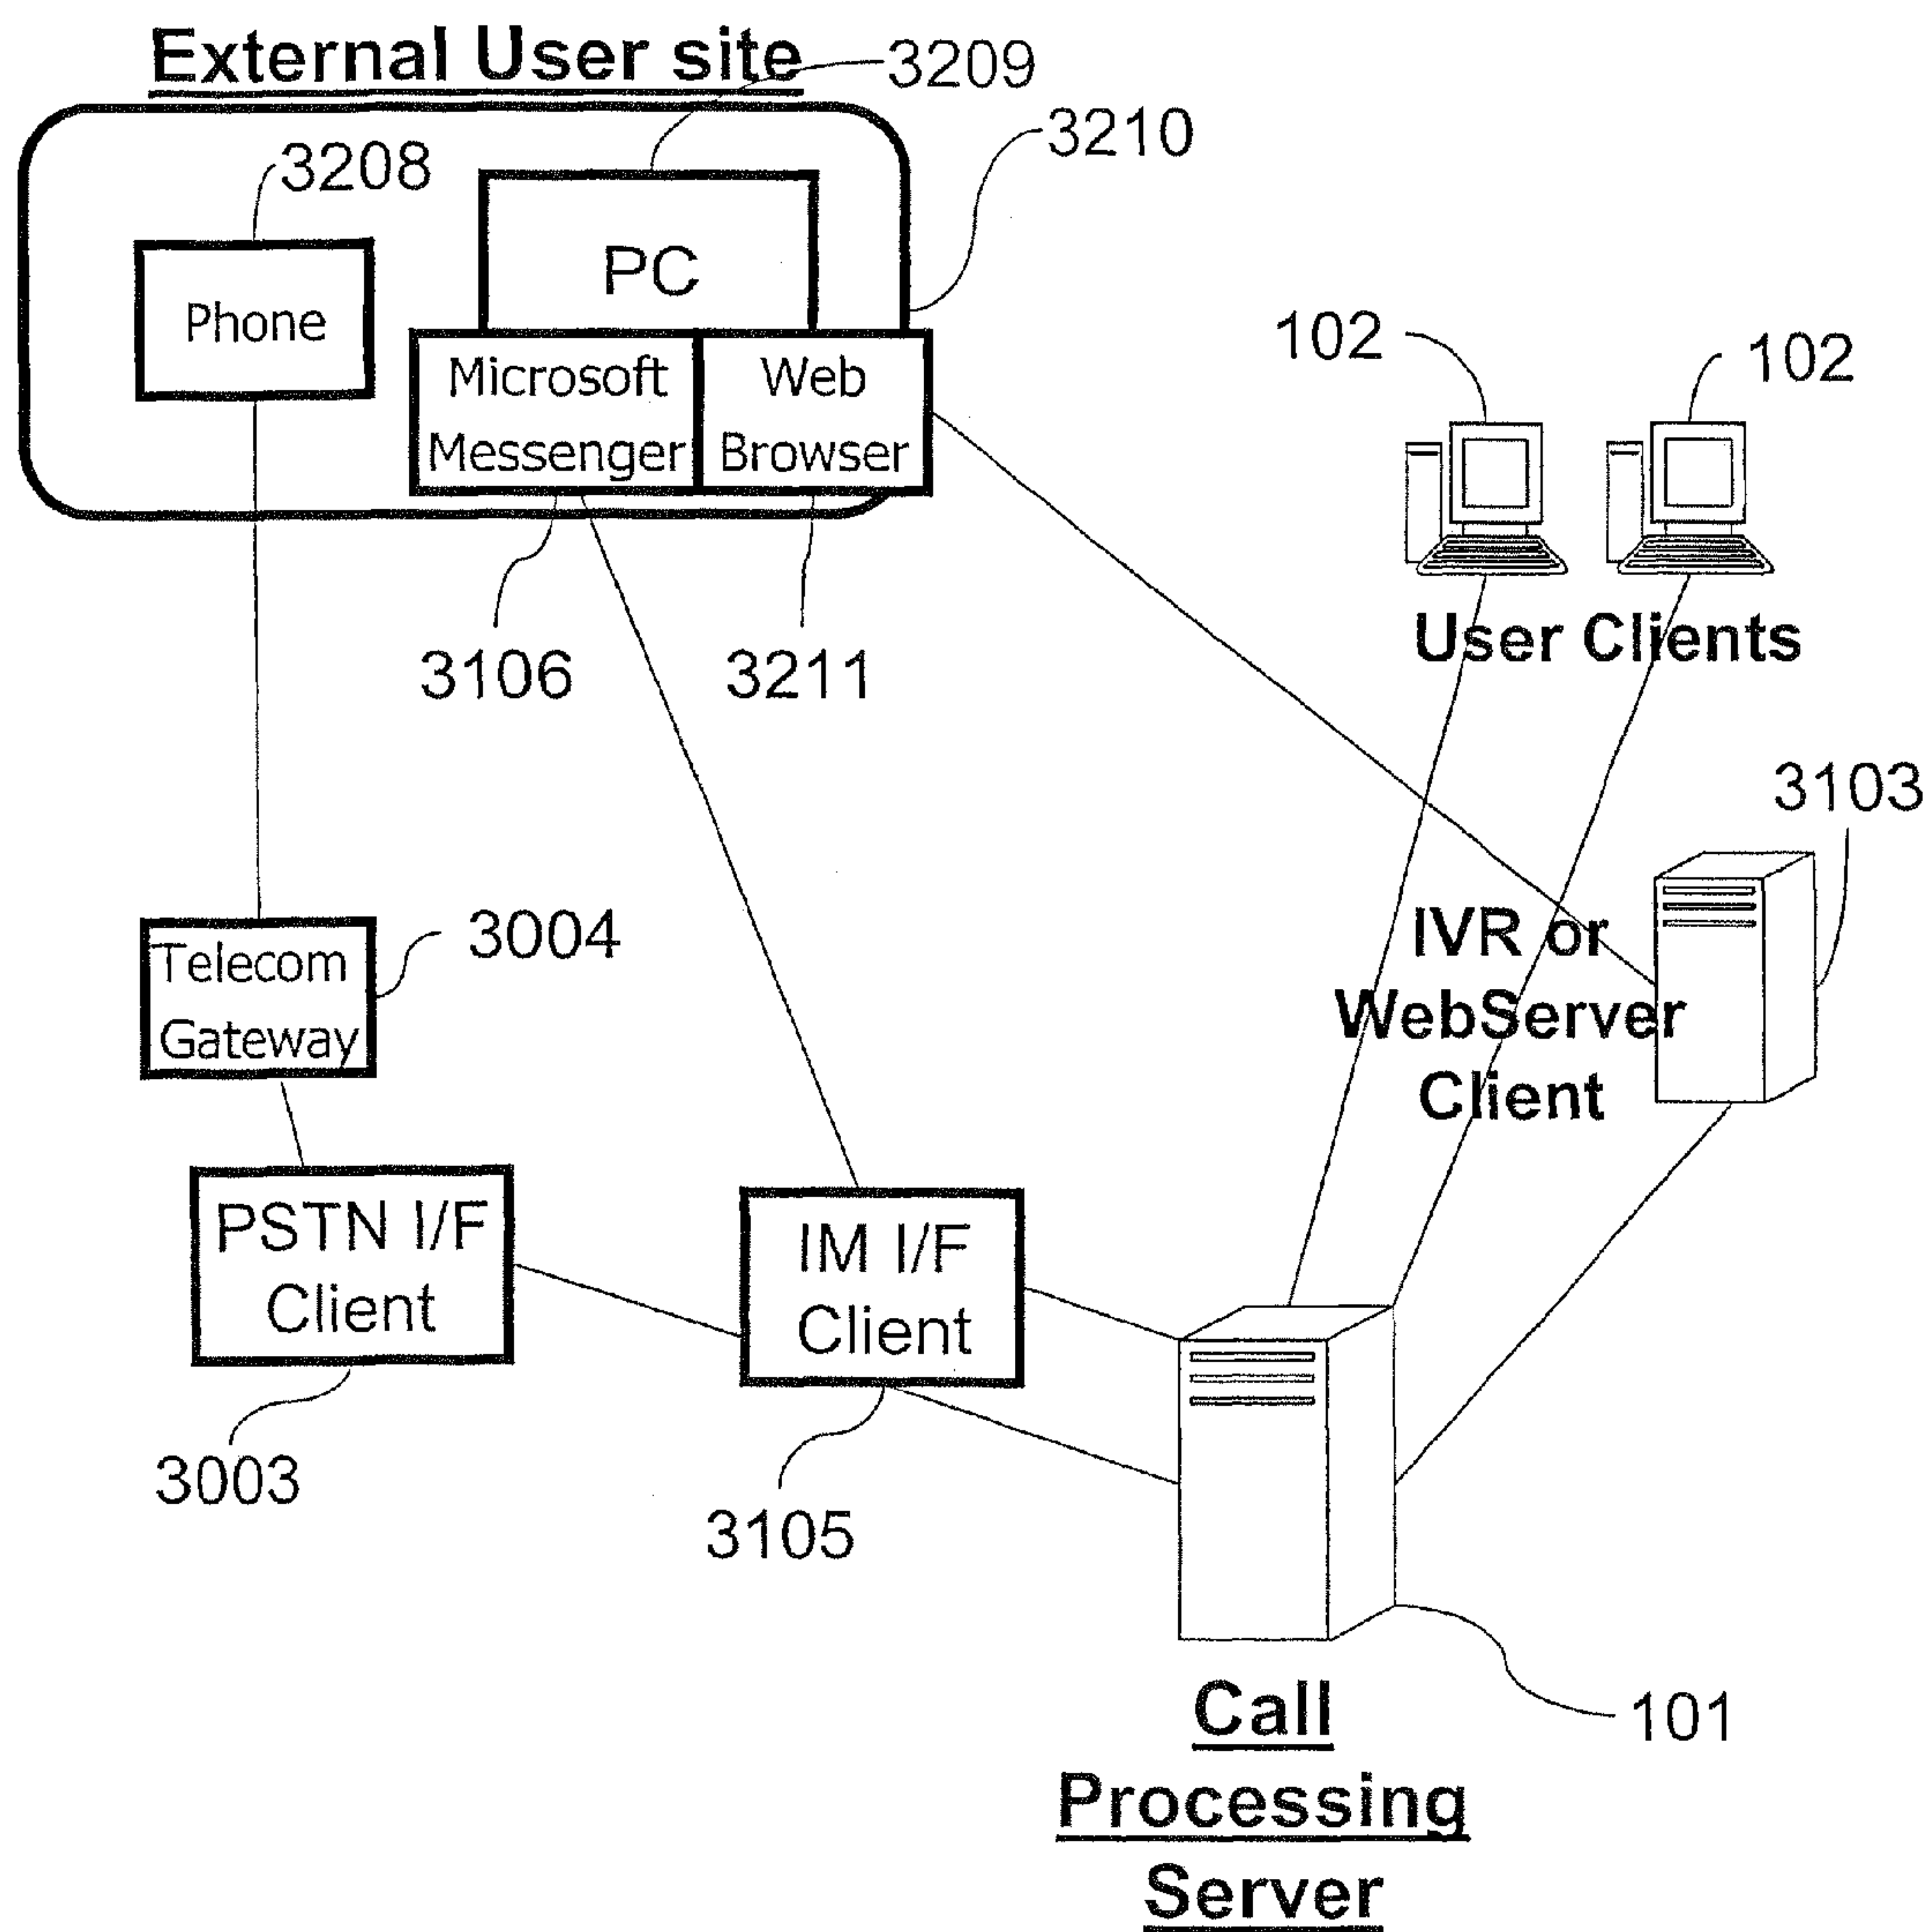 External User site
3209
3210
3208
PC
Phone
Microsoft
Messenger
Web
Browser
102
102
User Clients
3106
3211
3103
3004
Telecom
Gateway
IVR or
WebServer
Client
PSTN I/F
Client
IM I/F
Client
3003
3105
101
Call
Processing
Server